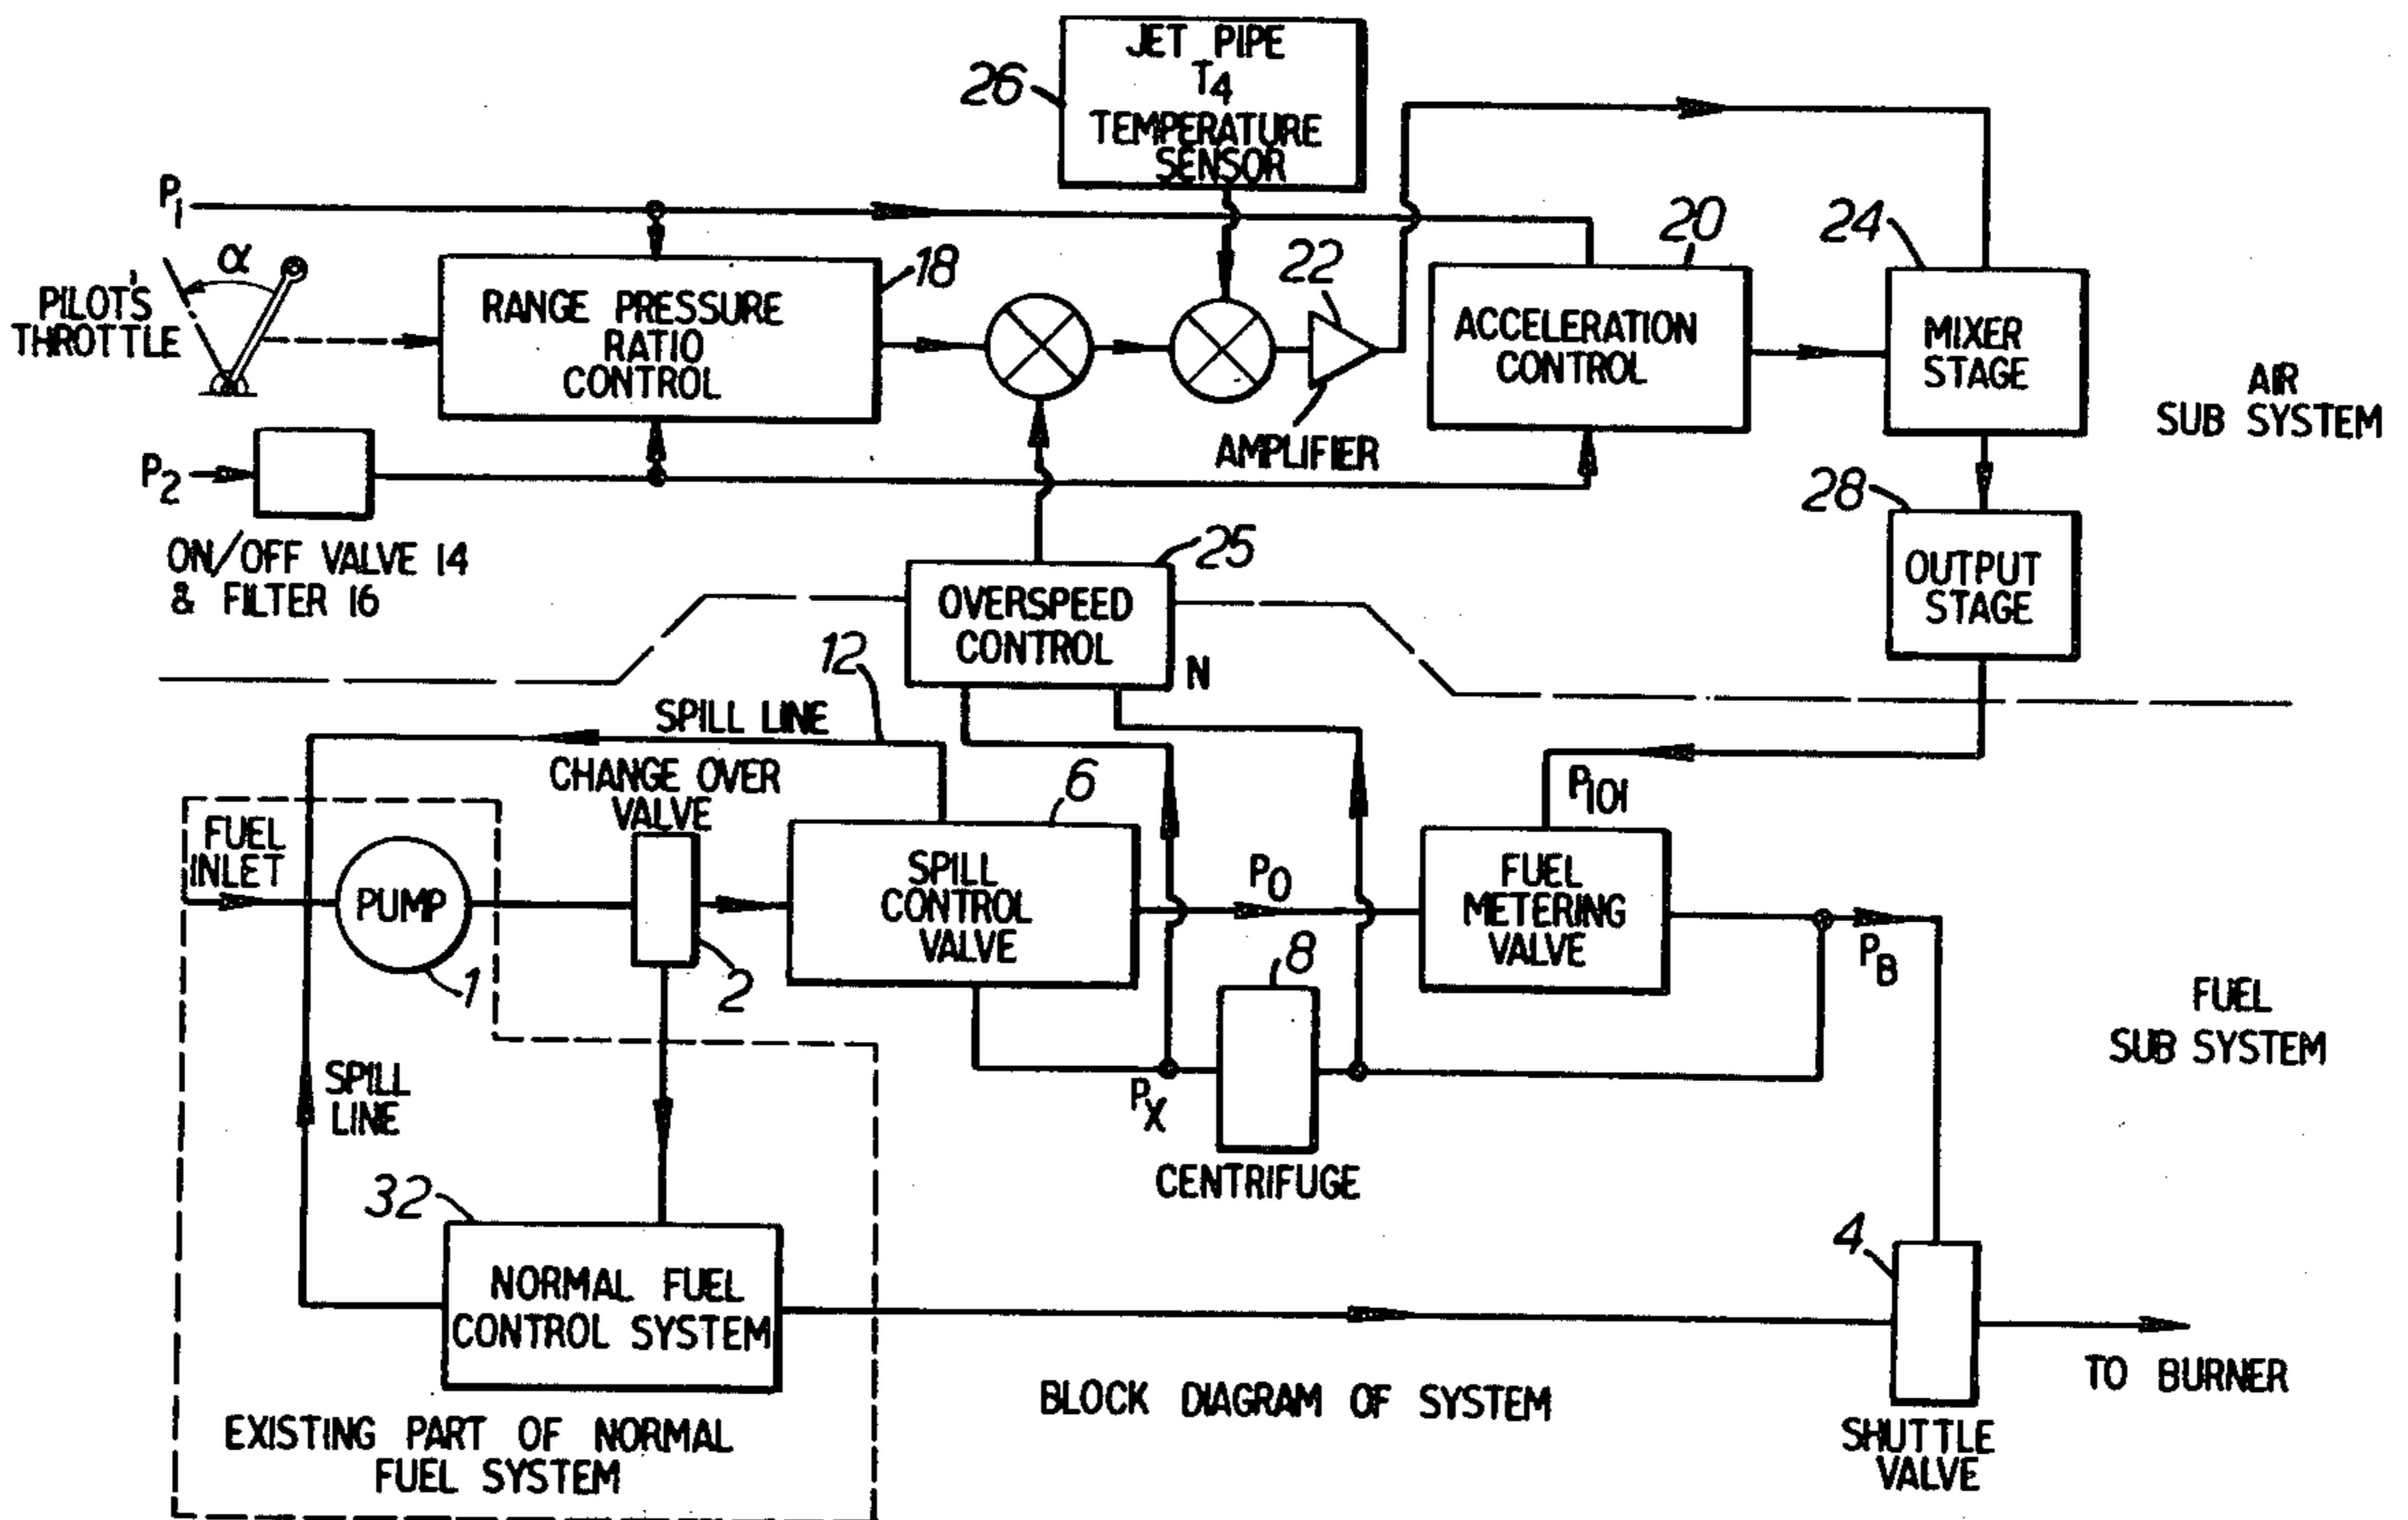 JET PIPE
T4
TEMPERATURE
SENSOR
26
P1
α
PILOT'S
THROTTLE
18
RANGE PRESSURE
RATIO
CONTROL
22
AMPLIFIER
20
ACCELERATION
CONTROL
24
MIXER
STAGE
AIR
SUB SYSTEM
P2
ON/OFF VALVE 14
& FILTER 16
28
OUTPUT
STAGE
25
OVERSPEED
CONTROL
N
12
SPILL LINE
CHANGE OVER
VALVE
6
P101
FUEL
INLET
PUMP
1
2
SPILL
CONTROL
VALVE
P0
FUEL
METERING
VALVE
PB
8
PX
CENTRIFUGE
FUEL
SUB SYSTEM
SPILL
LINE
32
NORMAL FUEL
CONTROL SYSTEM
4
TO BURNER
SHUTTLE
VALVE
BLOCK DIAGRAM OF SYSTEM
EXISTING PART OF NORMAL
FUEL SYSTEM